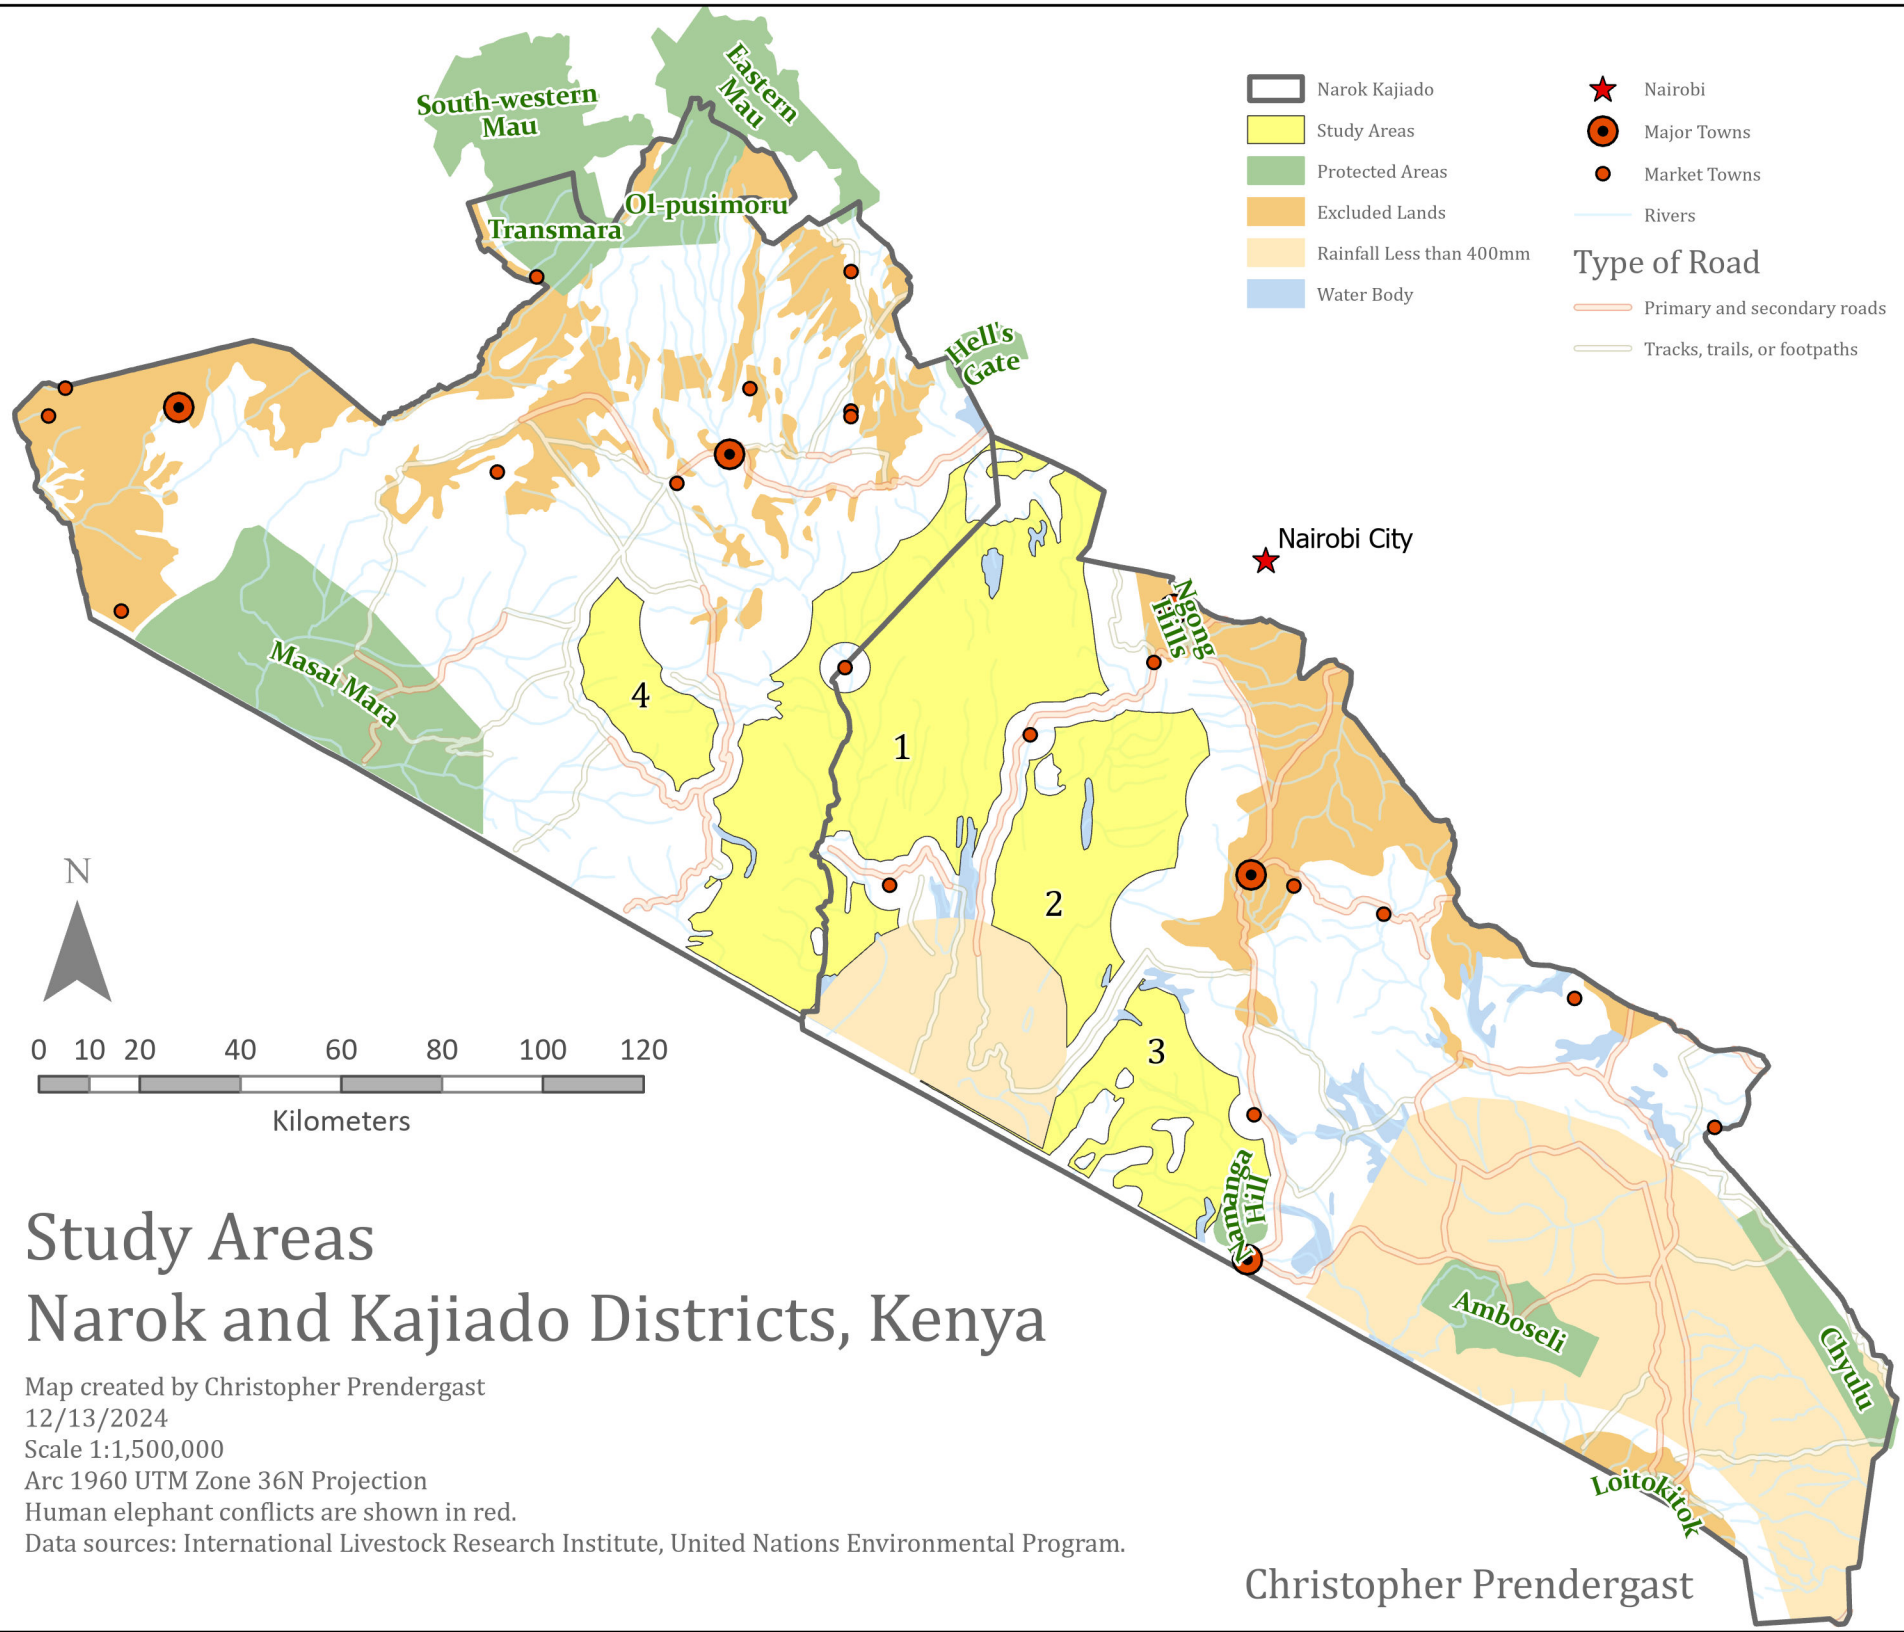 South-western
Mau
Eastern
Mau
Ol-pusimoru
Transmara
Hell's
Gate
Narok Kajiado
Study Areas
Protected Areas
Excluded Lands
Rainfall Less than 400mm
Water Body
Nairobi
Major Towns
Market Towns
Rivers
Type of Road
Primary and secondary roads
Tracks, trails, or footpaths
Nairobi City
Ngong
Hills
Masai Mara
4
1
2
3
N
0 10 20 40 60 80 100 120
Kilometers
Namanga
Hill
Amboseli
Chyulu
Loitokitok
Study Areas
Narok and Kajiado Districts, Kenya
Map created by Christopher Prendergast
12/13/2024
Scale 1:1,500,000
Arc 1960 UTM Zone 36N Projection
Human elephant conflicts are shown in red.
Data sources: International Livestock Research Institute, United Nations Environmental Program.
Christopher Prendergast